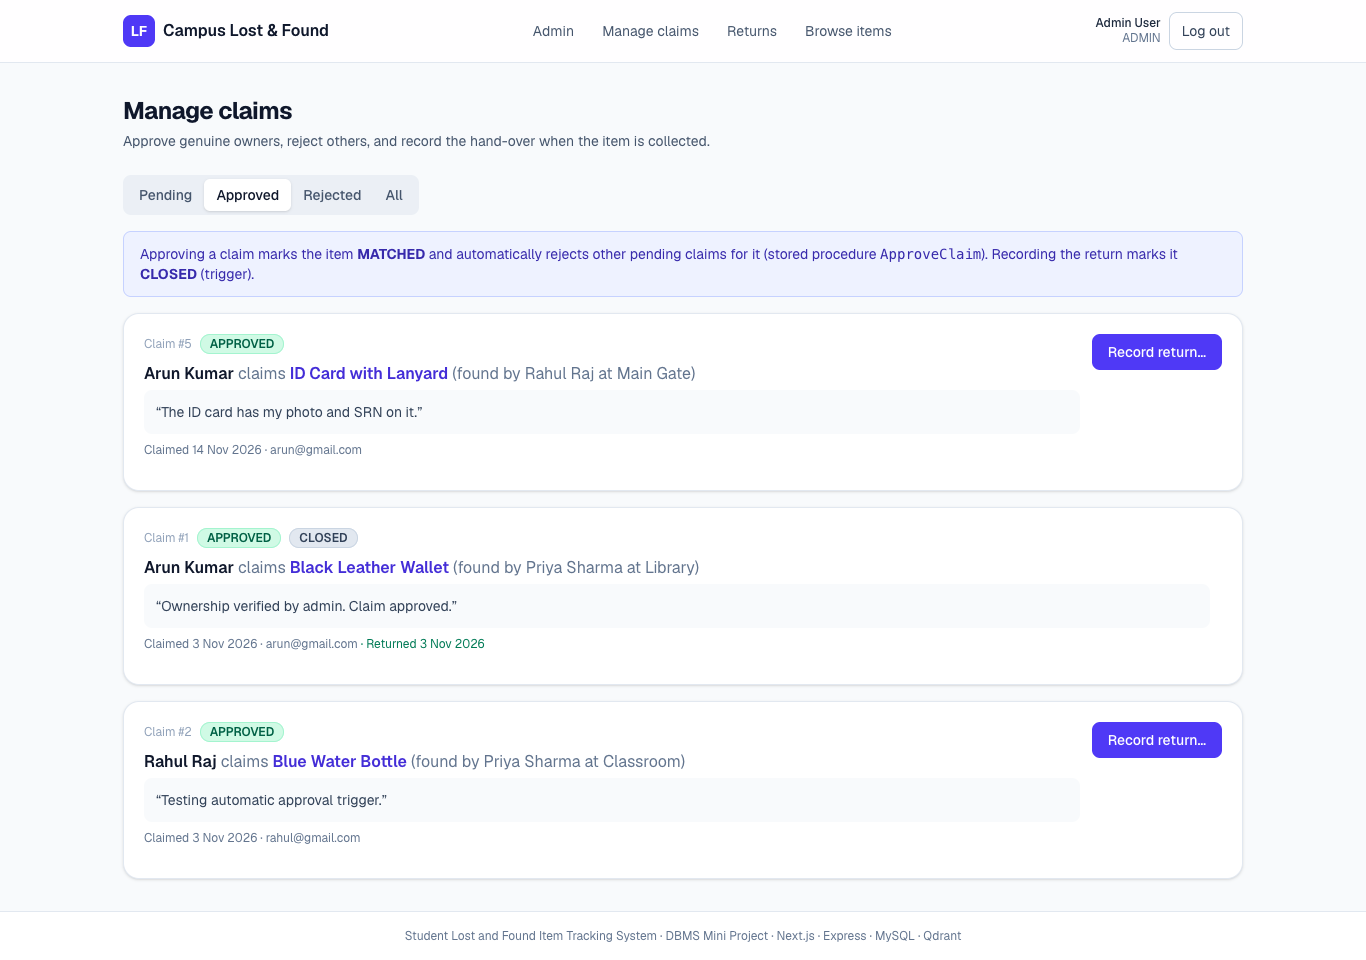 LF Campus Lost & Found
Admin
Manage claims
Returns
Browse items
Admin User
ADMIN
Log out
Manage claims
Approve genuine owners, reject others, and record the hand-over when the item is collected.
Pending
Approved
Rejected
All
Approving a claim marks the item MATCHED and automatically rejects other pending claims for it (stored procedure ApproveClaim). Recording the return marks it
CLOSED (trigger).
Claim #5 APPROVED
Record return...
Arun Kumar claims ID Card with Lanyard (found by Rahul Raj at Main Gate)
“The ID card has my photo and SRN on it.”
Claimed 14 Nov 2026 · arun@gmail.com
Claim #1 APPROVED CLOSED
Arun Kumar claims Black Leather Wallet (found by Priya Sharma at Library)
“Ownership verified by admin. Claim approved.”
Claimed 3 Nov 2026 · arun@gmail.com · Returned 3 Nov 2026
Claim #2 APPROVED
Record return...
Rahul Raj claims Blue Water Bottle (found by Priya Sharma at Classroom)
“Testing automatic approval trigger.”
Claimed 3 Nov 2026 · rahul@gmail.com
Student Lost and Found Item Tracking System · DBMS Mini Project · Next.js · Express · MySQL · Qdrant